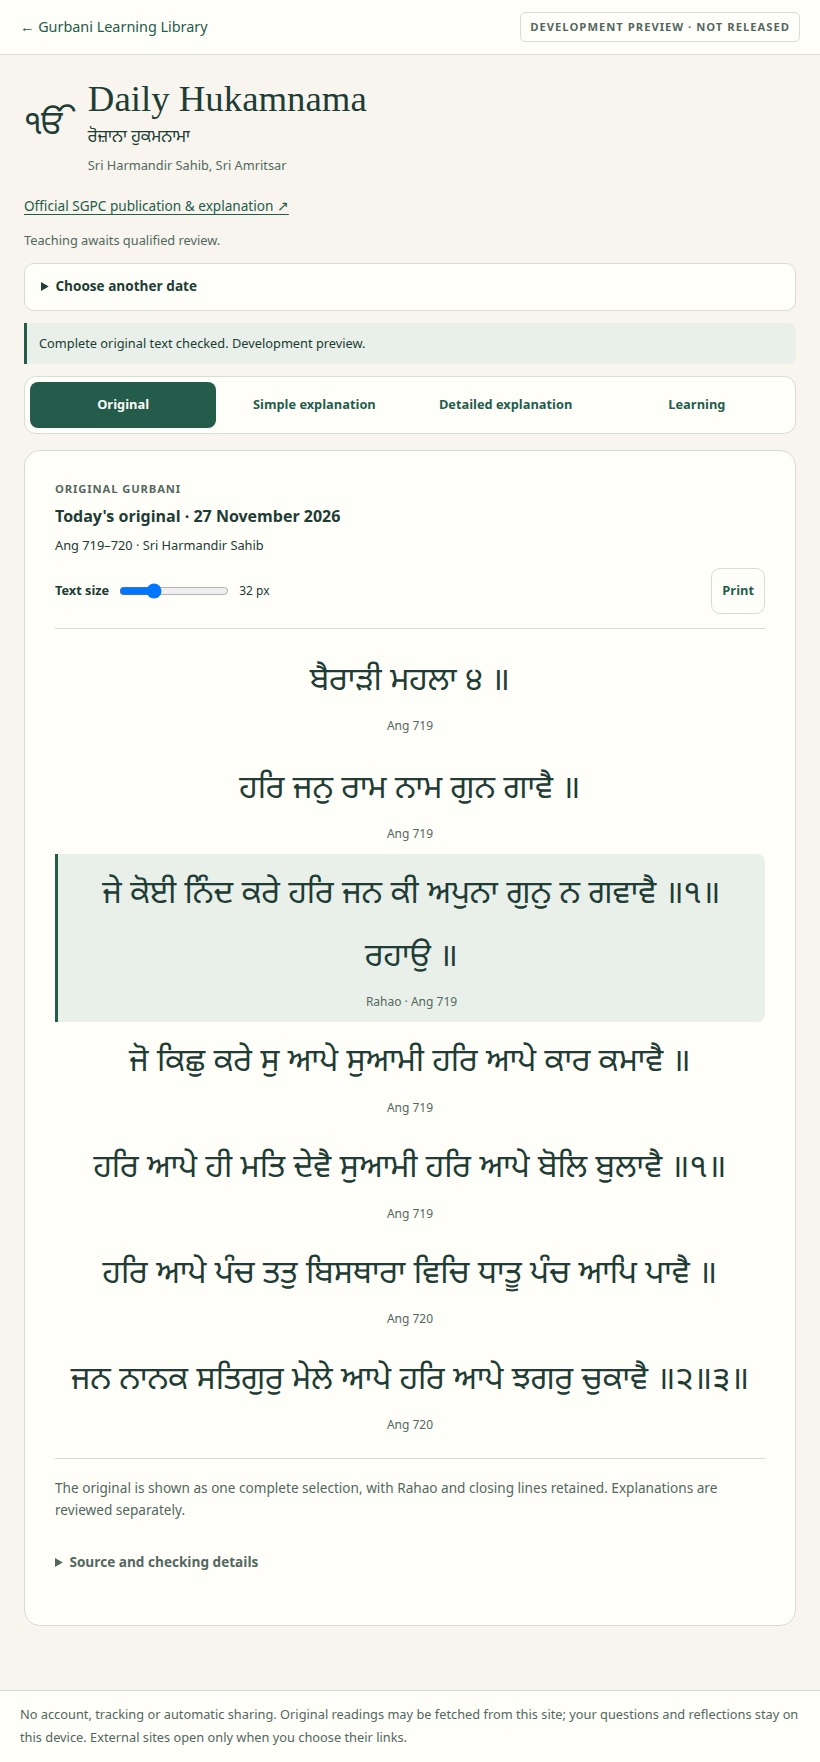 ← Gurbani Learning Library
DEVELOPMENT PREVIEW · NOT RELEASED
ੴ
Daily Hukamnama
ਰੋਜ਼ਾਨਾ ਹੁਕਮਨਾਮਾ
Sri Harmandir Sahib, Sri Amritsar
Official SGPC publication & explanation ↗
Teaching awaits qualified review.
▶ Choose another date
Complete original text checked. Development preview.
Original
Simple explanation
Detailed explanation
Learning
ORIGINAL GURBANI
Today's original · 27 November 2026
Ang 719–720 · Sri Harmandir Sahib
Text size
32 px
Print
ਬੈਰਾੜੀ ਮਹਲਾ ੪ ॥
Ang 719
ਹਰਿ ਜਨੁ ਰਾਮ ਨਾਮ ਗੁਨ ਗਾਵੈ ॥
Ang 719
ਜੇ ਕੋਈ ਨਿੰਦ ਕਰੇ ਹਰਿ ਜਨ ਕੀ ਅਪੁਨਾ ਗੁਨੁ ਨ ਗਵਾਵੈ ॥੧॥
ਰਹਾਉ ॥
Rahao · Ang 719
ਜੋ ਕਿਛੁ ਕਰੇ ਸੁ ਆਪੇ ਸੁਆਮੀ ਹਰਿ ਆਪੇ ਕਾਰ ਕਮਾਵੈ ॥
Ang 719
ਹਰਿ ਆਪੇ ਹੀ ਮਤਿ ਦੇਵੈ ਸੁਆਮੀ ਹਰਿ ਆਪੇ ਬੋਲਿ ਬੁਲਾਵੈ ॥੧॥
Ang 719
ਹਰਿ ਆਪੇ ਪੰਚ ਤਤੁ ਬਿਸਥਾਰਾ ਵਿਚਿ ਧਾਤੂ ਪੰਚ ਆਪਿ ਪਾਵੈ ॥
Ang 720
ਜਨ ਨਾਨਕ ਸਤਿਗੁਰੁ ਮੇਲੇ ਆਪੇ ਹਰਿ ਆਪੇ ਝਗਰੁ ਚੁਕਾਵੈ ॥੨॥੩॥
Ang 720
The original is shown as one complete selection, with Rahao and closing lines retained. Explanations are
reviewed separately.
▶ Source and checking details
No account, tracking or automatic sharing. Original readings may be fetched from this site; your questions and reflections stay on
this device. External sites open only when you choose their links.